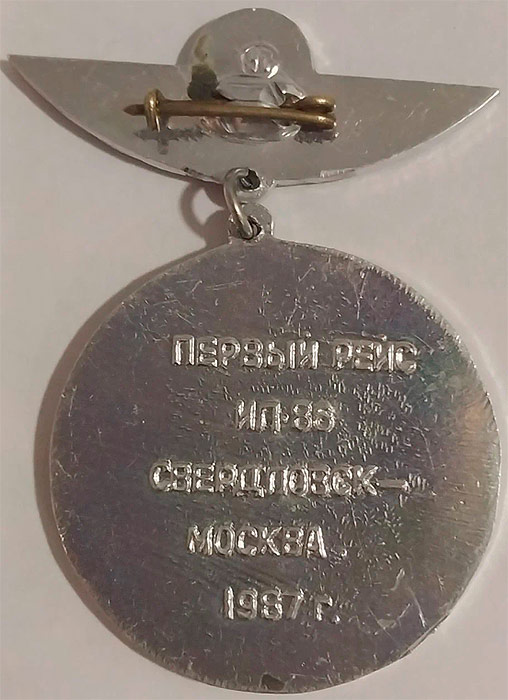 ПЕРВЫЙ РЕЙС
ИЛ-86
СВЕРДЛОВСК—
МОСКВА
1987 г.